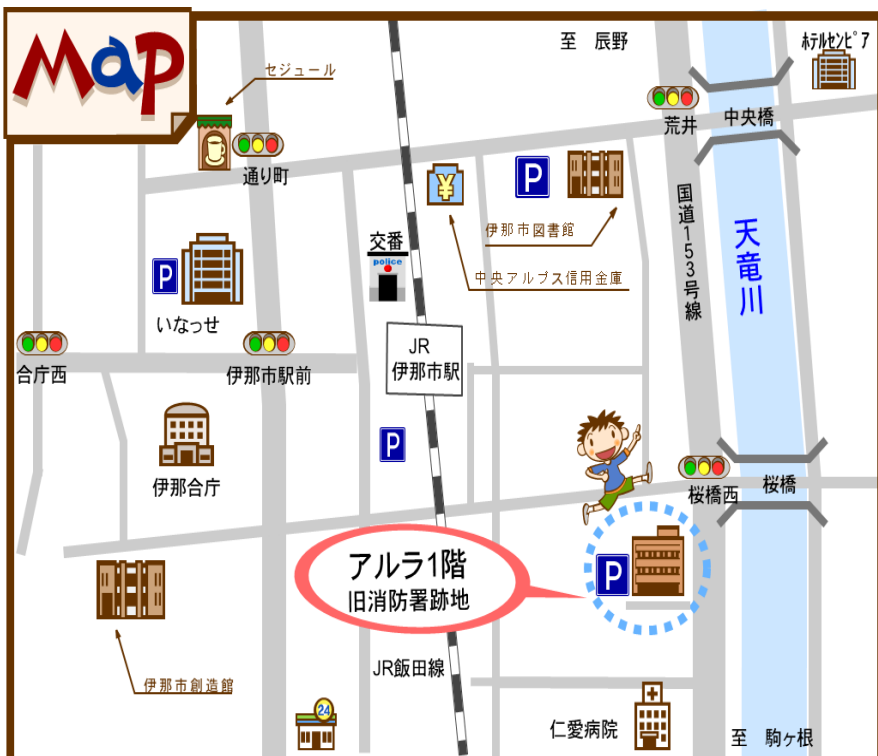 Map
至 辰野
ホテルセンピア
セジュール
荒井
中央橋
通り町
P
¥
伊那市図書館
国道153号線
天竜川
交番
police
中央アルプス信用金庫
P
いなっせ
JR
伊那市駅
合庁西
伊那市駅前
P
伊那合庁
桜橋西
桜橋
アルラ1階
旧消防署跡地
P
JR飯田線
伊那市創造館
24
仁愛病院
至 駒ヶ根